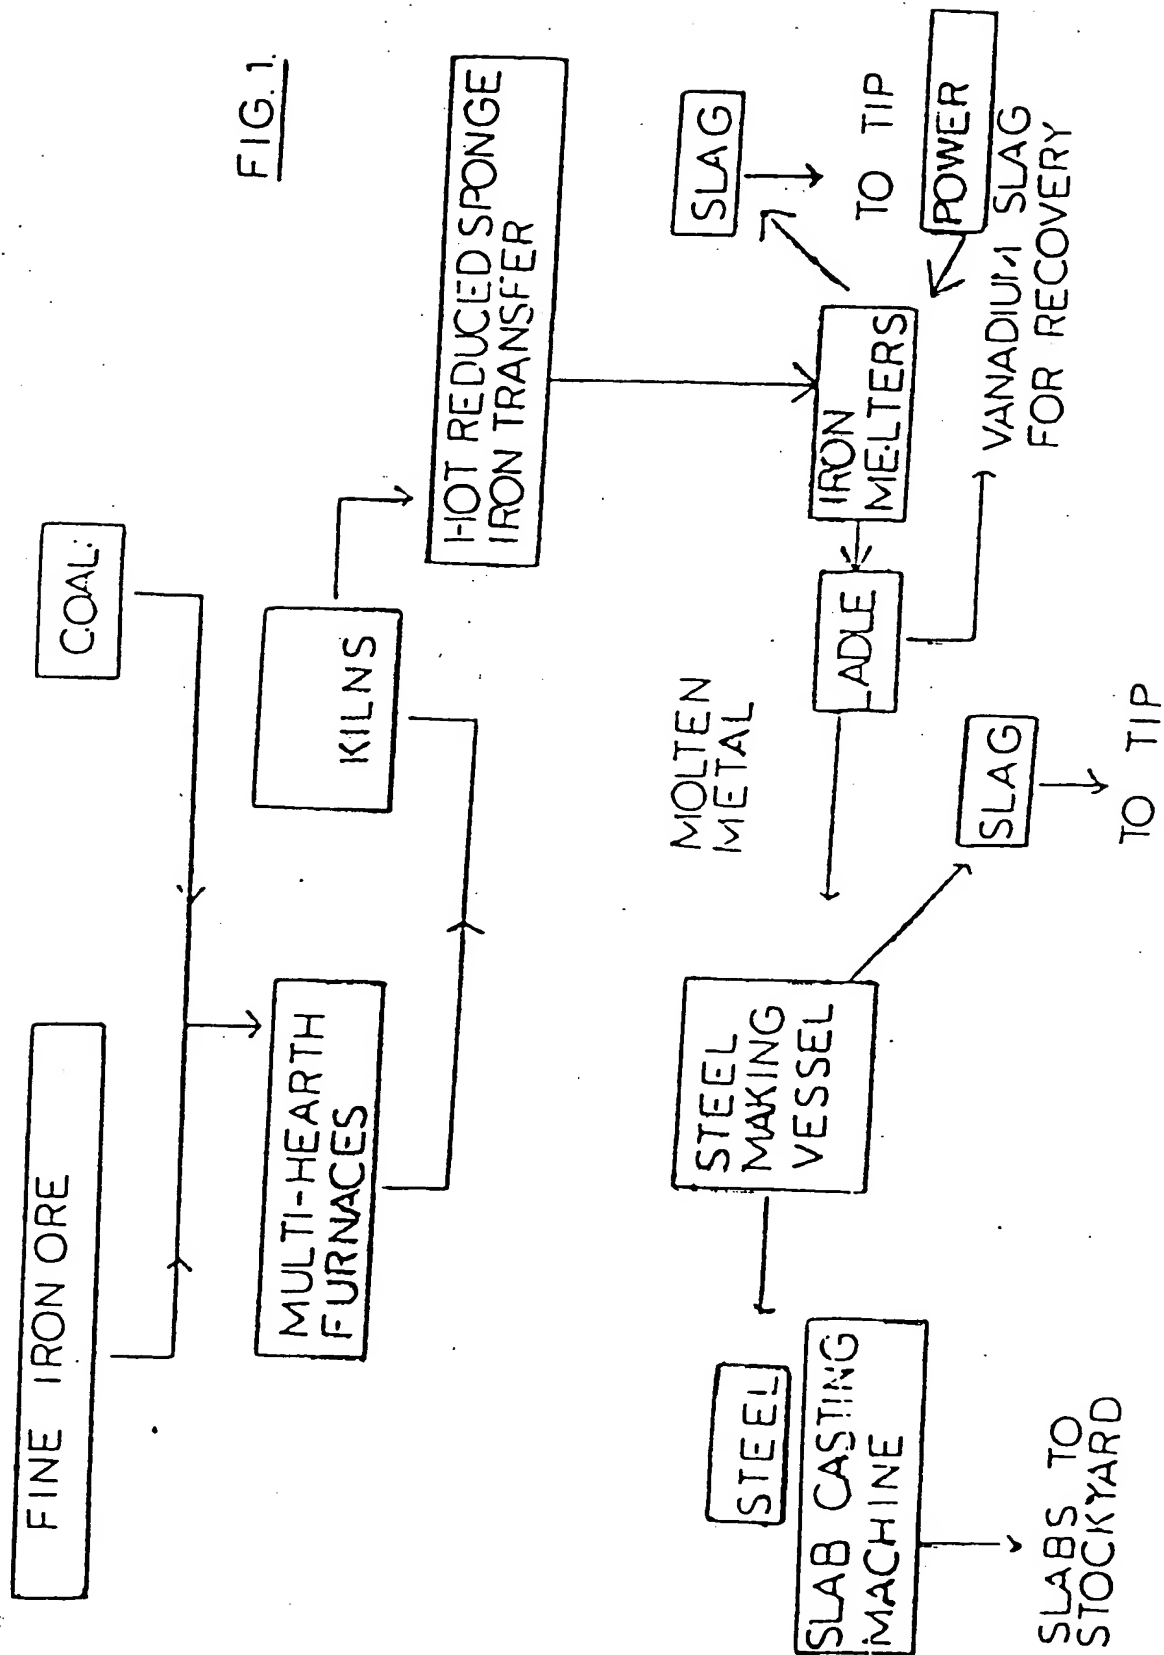 FIG.1.
FINE IRON ORE
COAL:
MULTI-HEARTH
FURNACES
KILNS
HOT REDUCED SPONGE
IRON TRANSFER
SLAG
TO TIP
POWER
IRON
MELTERS
LADLE
VANADIUM SLAG
FOR RECOVERY
MOLTEN
METAL
STEEL
MAKING
VESSEL
SLAG
TO TIP
STEEL
SLAB CASTING
MACHINE
SLABS TO
STOCKYARD